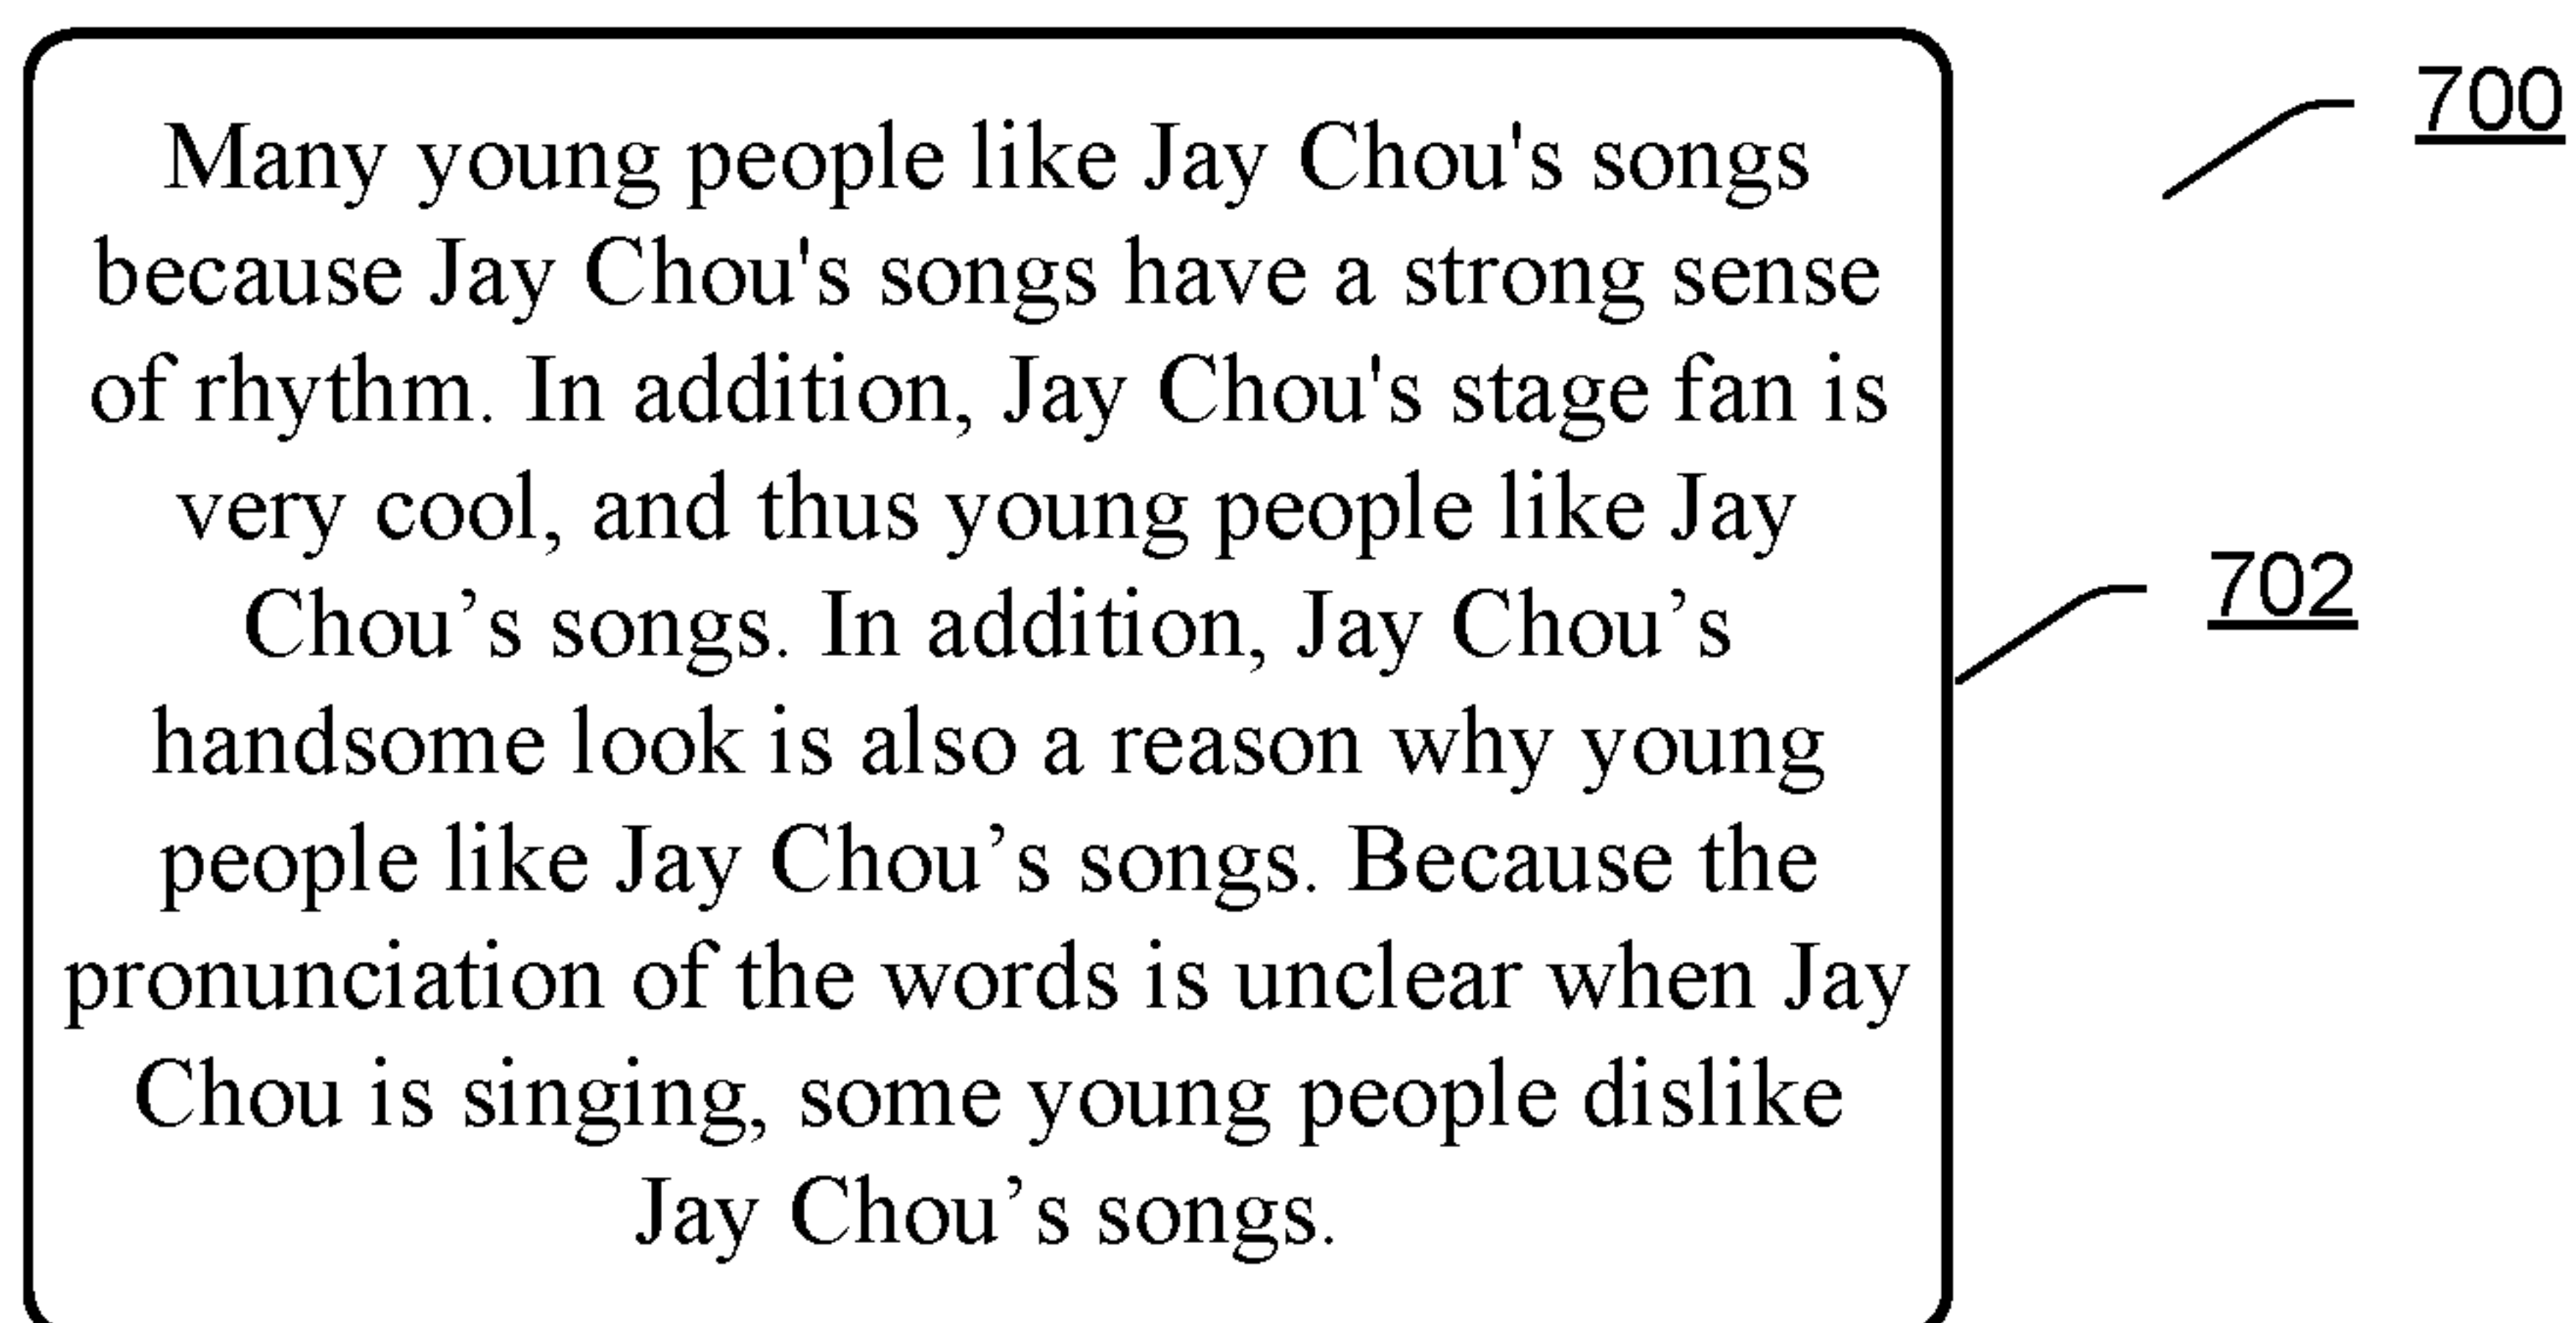 Many young people like Jay Chou's songs
because Jay Chou's songs have a strong sense
of rhythm. In addition, Jay Chou's stage fan is
very cool, and thus young people like Jay
Chou’s songs. In addition, Jay Chou’s
handsome look is also a reason why young
people like Jay Chou’s songs. Because the
pronunciation of the words is unclear when Jay
Chou is singing, some young people dislike
Jay Chou’s songs.
700
702